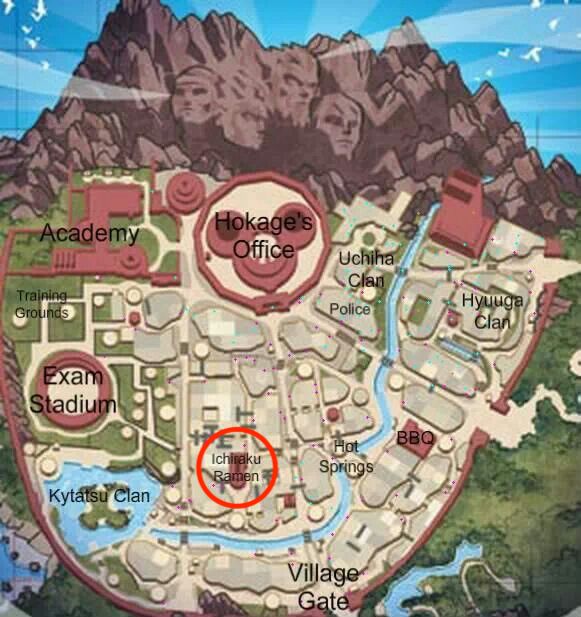 Hokage's
Office
Academy
Uchiha
Clan
Training
Grounds
Police
Hyuuga
Clan
Exam
Stadium
BBQ
Hot
Springs
Ichiraku
Ramen
Kytatsu Clan
Village
Gate